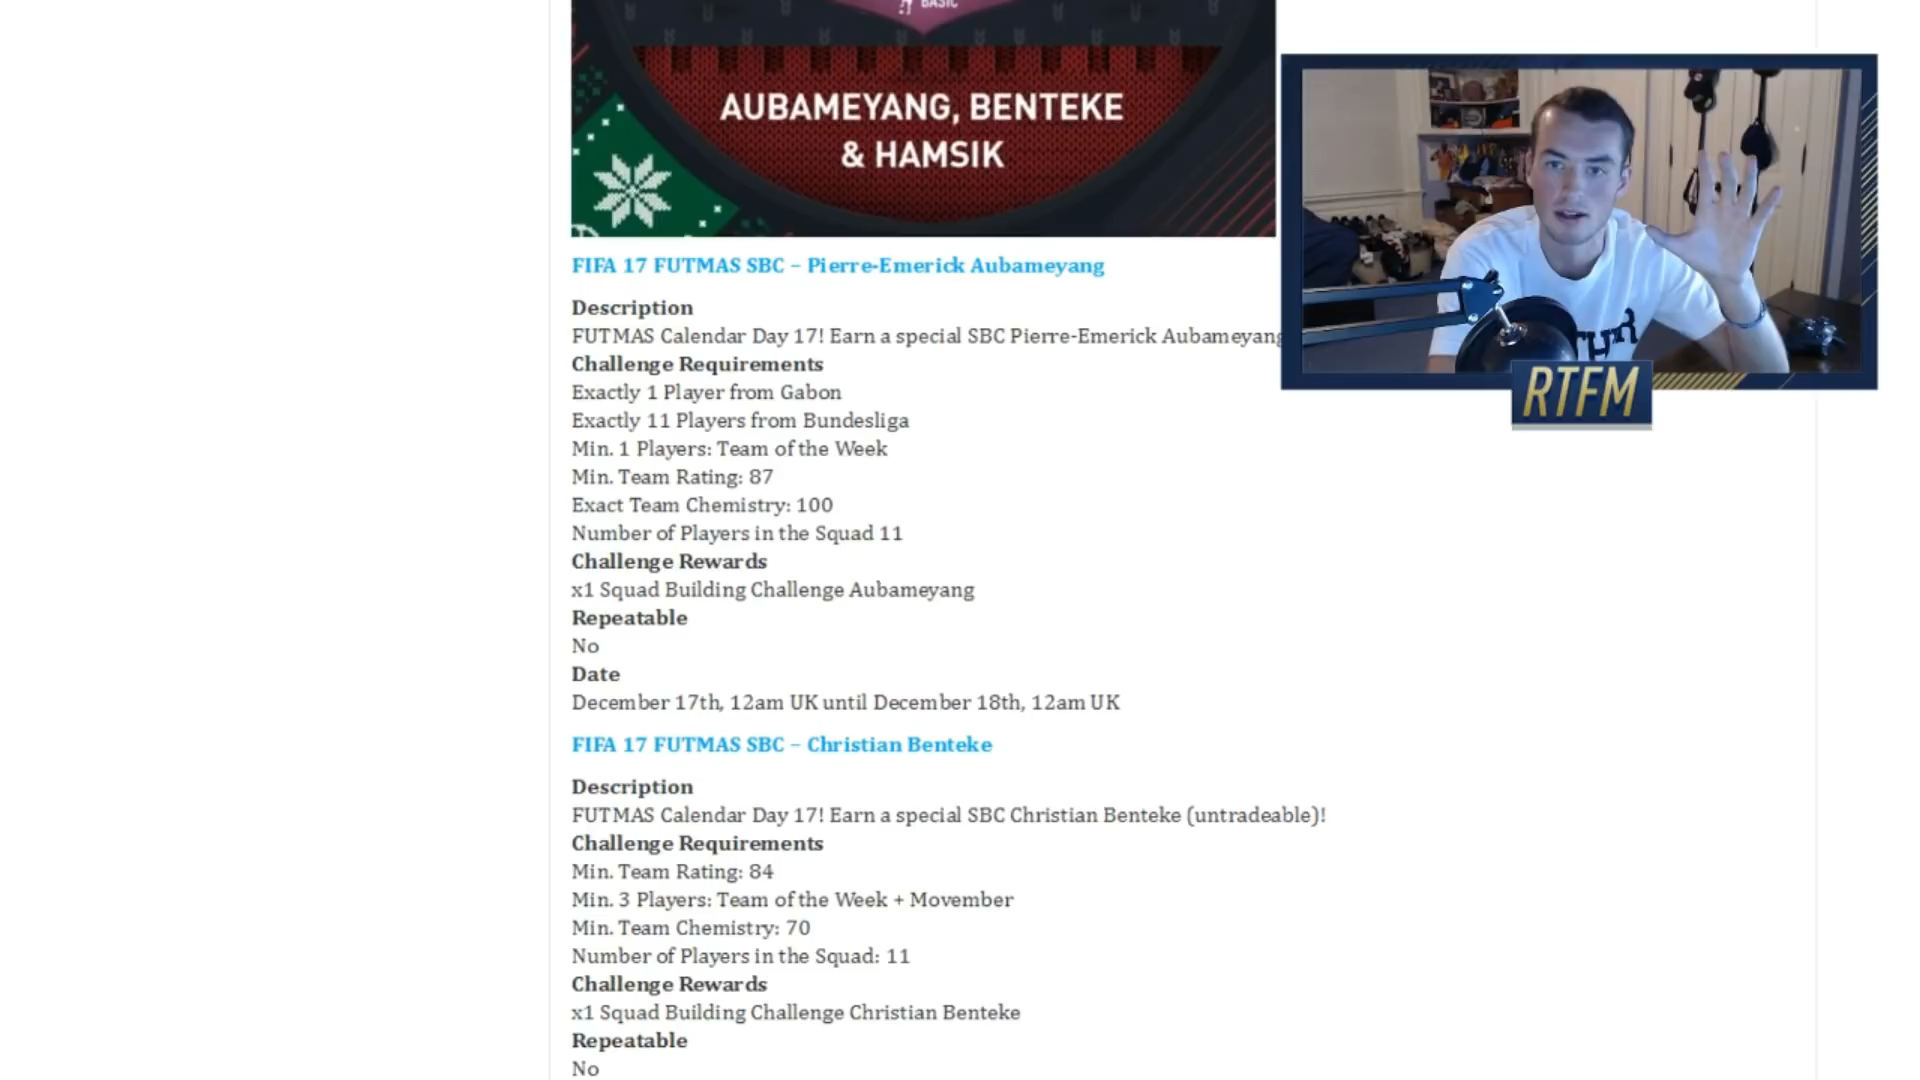 BASIC
AUBAMEYANG, BENTEKE
& HAMSIK
FIFA 17 FUTMAS SBC – Pierre-Emerick Aubameyang
Description
FUTMAS Calendar Day 17! Earn a special SBC Pierre-Emerick Aubameyang
Challenge Requirements
Exactly 1 Player from Gabon
Exactly 11 Players from Bundesliga
Min. 1 Players: Team of the Week
Min. Team Rating: 87
Exact Team Chemistry: 100
Number of Players in the Squad 11
Challenge Rewards
x1 Squad Building Challenge Aubameyang
Repeatable
No
Date
December 17th, 12am UK until December 18th, 12am UK
FIFA 17 FUTMAS SBC – Christian Benteke
Description
FUTMAS Calendar Day 17! Earn a special SBC Christian Benteke (untradeable)!
Challenge Requirements
Min. Team Rating: 84
Min. 3 Players: Team of the Week + Movember
Min. Team Chemistry: 70
Number of Players in the Squad: 11
Challenge Rewards
x1 Squad Building Challenge Christian Benteke
Repeatable
No
RTFM